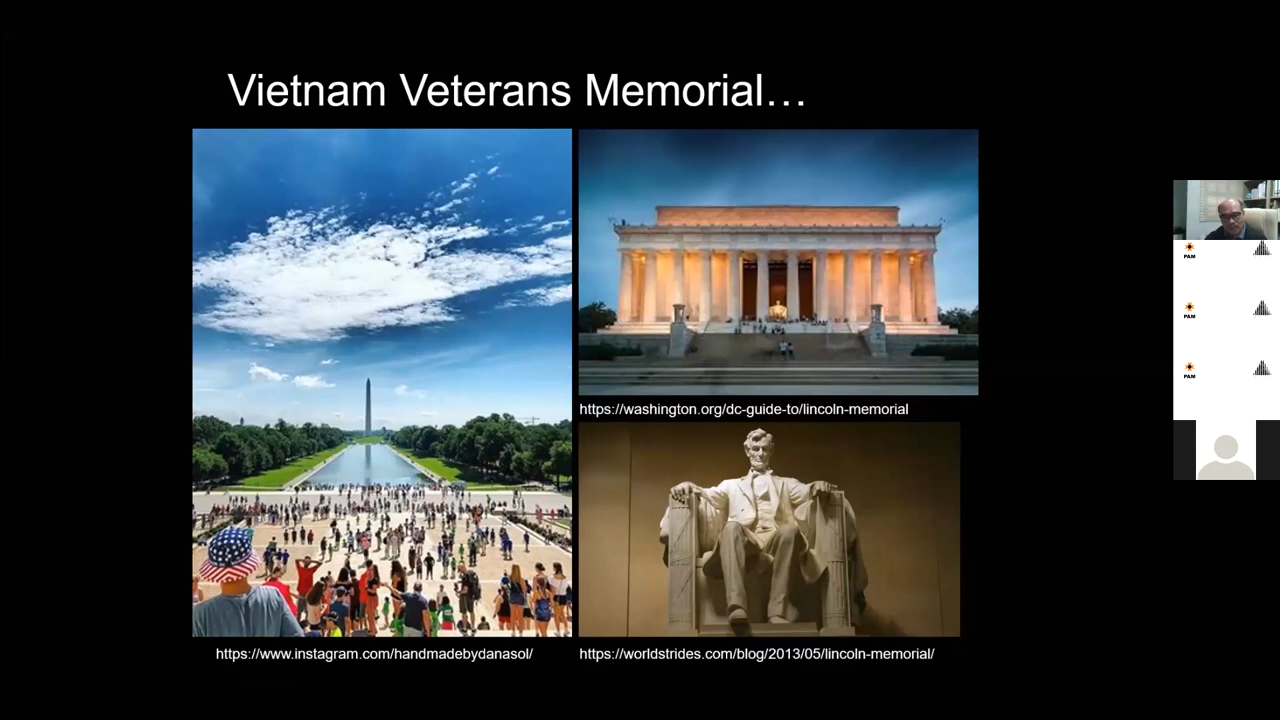 Vietnam Veterans Memorial…
https://washington.org/dc-guide-to/lincoln-memorial
https://www.instagram.com/handmadebydanasol/
https://worldstrides.com/blog/2013/05/lincoln-memorial/
PAM
PAM
PAM